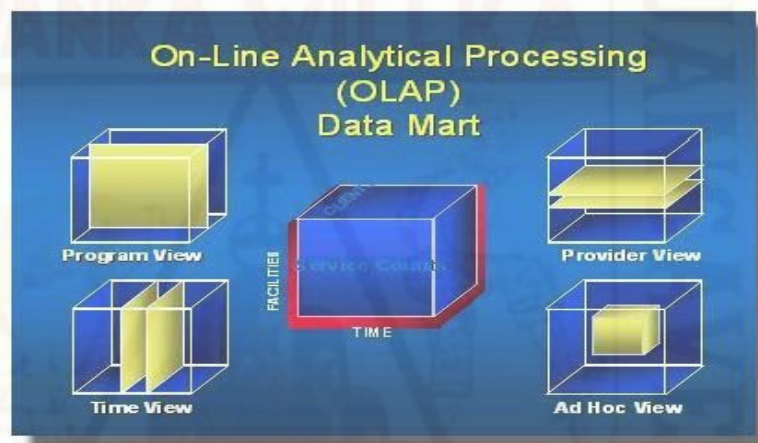 On-Line Analytical Processing
(OLAP)
Data Mart
Program View
Provider View
FACILITIES
Service Counts
TIME
Time View
Ad Hoc View